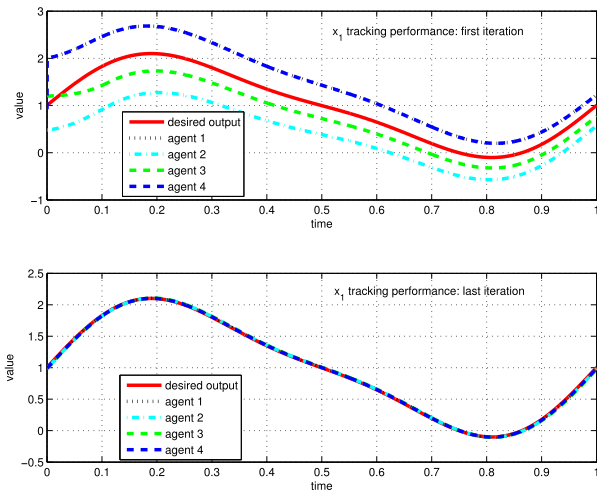 3
x1 tracking performance: first iteration
2
value
1
desired output
agent 1
agent 2
0
agent 3
agent 4
−1
0 0.1 0.2 0.3 0.4 0.5 0.6 0.7 0.8 0.9 1
time
2.5
x1 tracking performance: last iteration
2
1.5
value
1
desired output
0.5
agent 1
agent 2
0
agent 3
agent 4
−0.5
0 0.1 0.2 0.3 0.4 0.5 0.6 0.7 0.8 0.9 1
time